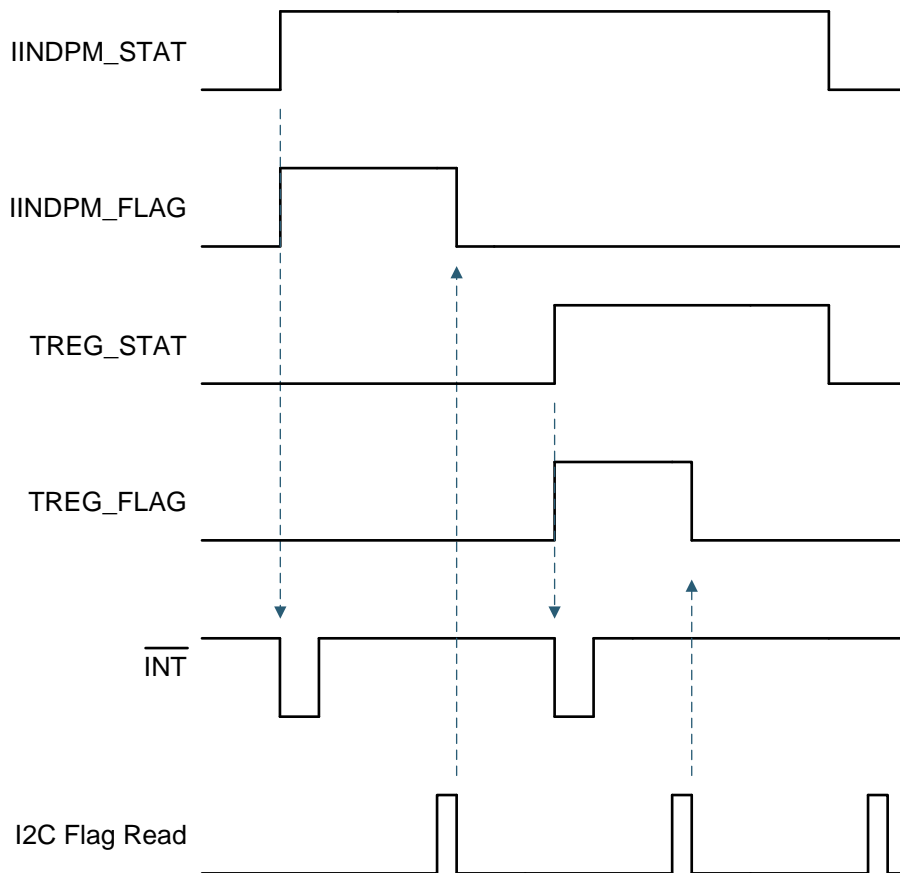 IINDPM_STAT
IINDPM_FLAG
TREG_STAT
TREG_FLAG
INT
I2C Flag Read